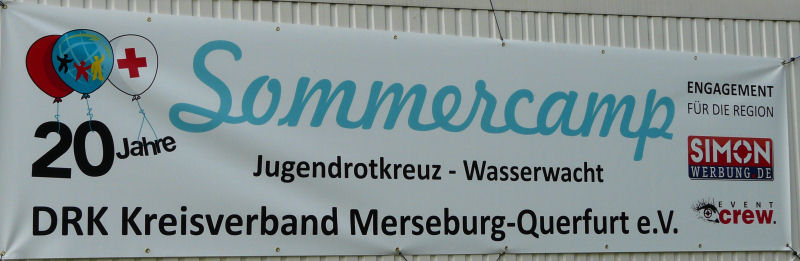 20 Jahre
Sommercamp
Jugendrotkreuz - Wasserwacht
DRK Kreisverband Merseburg-Querfurt e.V.
ENGAGEMENT
FÜR DIE REGION
SIMON
WERBUNG DE
EVENT
crew.